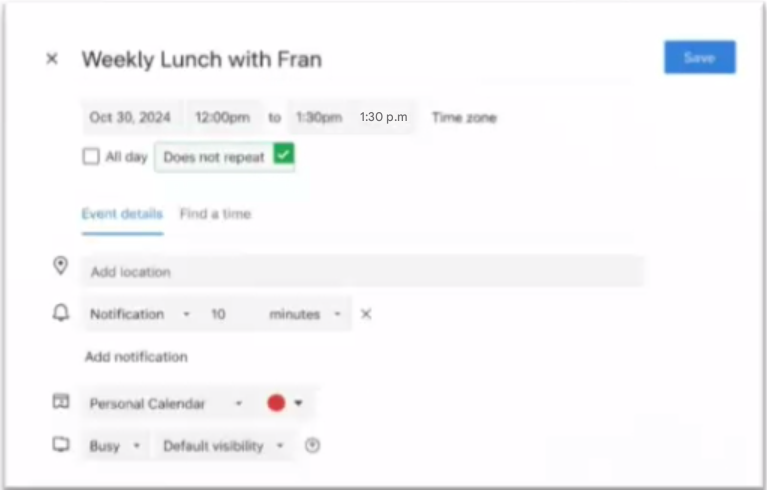 Weekly Lunch with Fran
Save
Oct 30, 2024 12:00pm to 1:30pm 1:30 p.m Time zone
All day Does not repeat
Event details Find a time
Add location
Notification 10 minutes
Add notification
Personal Calendar
Busy Default visibility